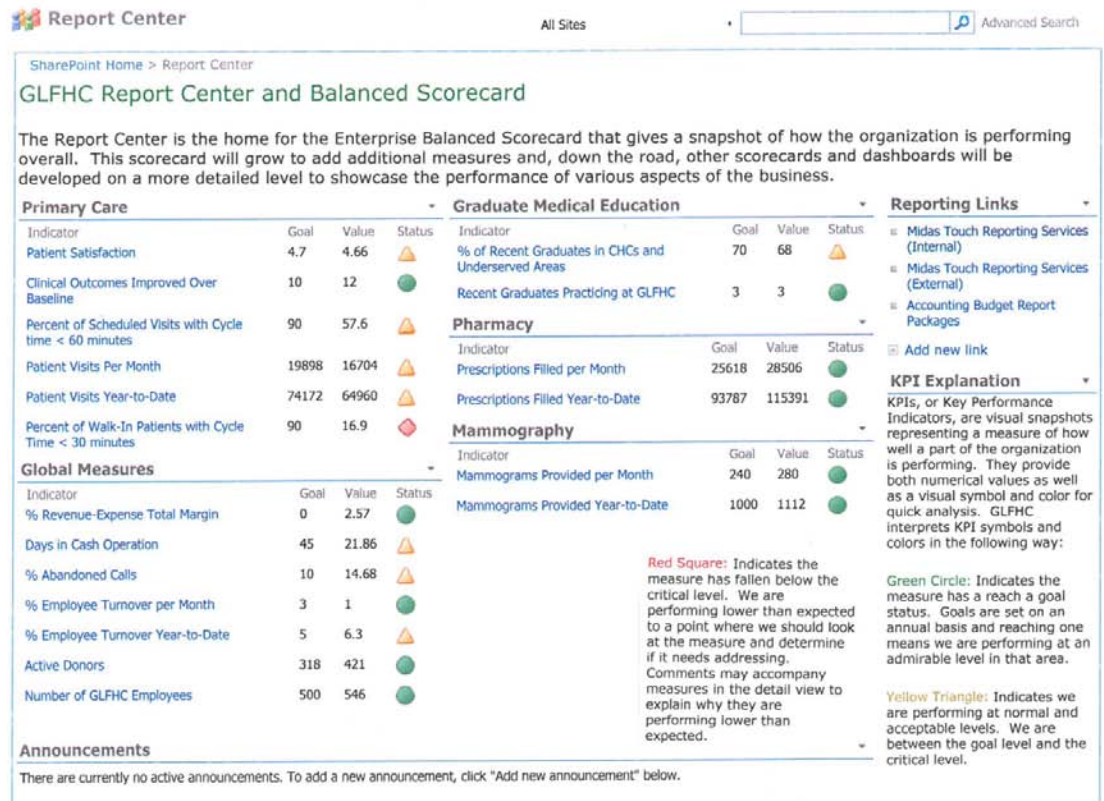 Report Center
All Sites
Advanced Search
SharePoint Home > Report Center
GLFHC Report Center and Balanced Scorecard
The Report Center is the home for the Enterprise Balanced Scorecard that gives a snapshot of how the organization is performing
overall. This scorecard will grow to add additional measures and, down the road, other scorecards and dashboards will be
developed on a more detailed level to showcase the performance of various aspects of the business.
Primary Care
Indicator Goal Value Status
Patient Satisfaction 4.7 4.66
Clinical Outcomes Improved Over 10 12
Baseline
Percent of Scheduled Visits with Cycle 90 57.6
time < 60 minutes
Patient Visits Per Month 19898 16704
Patient Visits Year-to-Date 74172 64960
Percent of Walk-In Patients with Cycle 90 16.9
Time < 30 minutes
Global Measures
Indicator Goal Value Status
% Revenue-Expense Total Margin 0 2.57
Days in Cash Operation 45 21.86
% Abandoned Calls 10 14.68
% Employee Turnover per Month 3 1
% Employee Turnover Year-to-Date 5 6.3
Active Donors 318 421
Number of GLFHC Employees 500 546
Graduate Medical Education
Indicator Goal Value Status
% of Recent Graduates in CHCs and 70 68
Underserved Areas
Recent Graduates Practicing at GLFHC 3 3
Pharmacy
Indicator Goal Value Status
Prescriptions Filled per Month 25618 28506
Prescriptions Filled Year-to-Date 93787 115391
Mammography
Indicator Goal Value Status
Mammograms Provided per Month 240 280
Mammograms Provided Year-to-Date 1000 1112
Red Square: Indicates the
measure has fallen below the
critical level. We are
performing lower than expected
to a point where we should look
at the measure and determine
if it needs addressing.
Comments may accompany
measures in the detail view to
explain why they are
performing lower than
expected.
Reporting Links
Midas Touch Reporting Services
(Internal)
Midas Touch Reporting Services
(External)
Accounting Budget Report
Packages
Add new link
KPI Explanation
KPIs, or Key Performance
Indicators, are visual snapshots
representing a measure of how
well a part of the organization
is performing. They provide
both numerical values as well
as a visual symbol and color for
quick analysis. GLFHC
interprets KPI symbols and
colors in the following way:
Green Circle: Indicates the
measure has a reach a goal
status. Goals are set on an
annual basis and reaching one
means we are performing at an
admirable level in that area.
Yellow Triangle: Indicates we
are performing at normal and
acceptable levels. We are
between the goal level and the
critical level.
Announcements
There are currently no active announcements. To add a new announcement, click "Add new announcement" below.